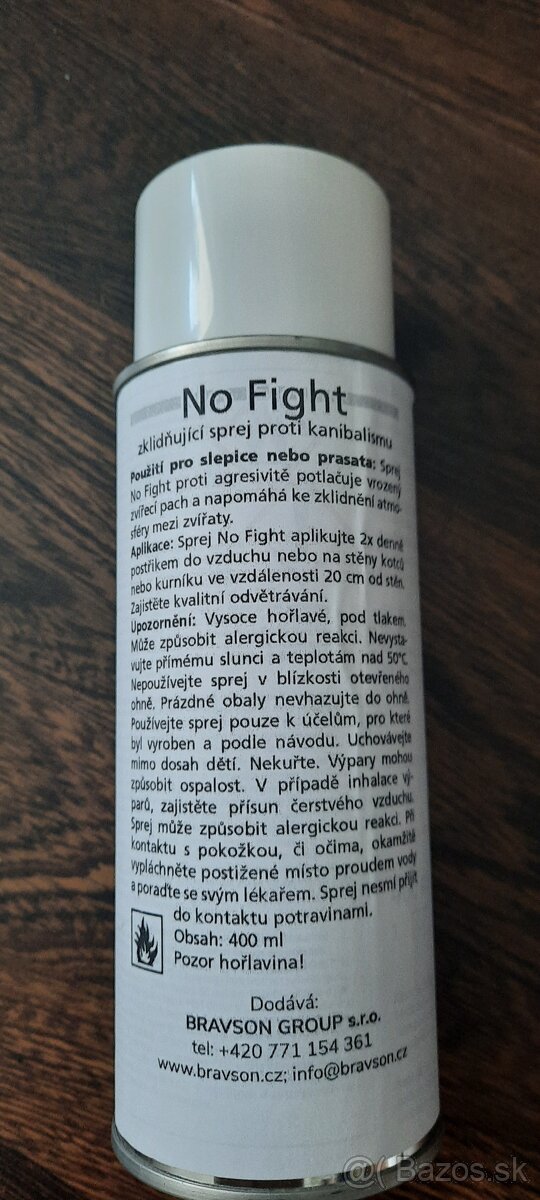 No Fight
zklidňující sprej proti kanibalismu
Použití pro slepice nebo prasata: Sprej
No Fight proti agresivitě potlačuje vrozený
zvířecí pach a napomáhá ke zklidnění atmo-
sféry mezi zvířaty.
Aplikace: Sprej No Fight aplikujte 2x denně
postřikem do vzduchu nebo na stěny kotců
nebo kurníku ve vzdálenosti 20 cm od stěn.
Zajistěte kvalitní odvětrávání.
Upozornění: Vysoce hořlavé, pod tlakem.
Může způsobit alergickou reakci. Nevysta-
vujte přímému slunci a teplotám nad 50°C.
Nepoužívejte sprej v blízkosti otevřeného
ohně. Prázdné obaly nevhazujte do ohně.
Používejte sprej pouze k účelům, pro které
byl vyroben a podle návodu. Uchovávejte
mimo dosah dětí. Nekuřte. Výpary mohou
způsobit ospalost. V případě inhalace vý-
parů, zajistěte přísun čerstvého vzduchu.
Sprej může způsobit alergickou reakci. Při
kontaktu s pokožkou, či očima, okamžitě
vypláchněte postižené místo proudem vody
a poraďte se svým lékařem. Sprej nesmí přijít
do kontaktu potravinami.
Obsah: 400 ml
Pozor hořlavina!
Dodává:
BRAVSON GROUP s.r.o.
tel: +420 771 154 361
www.bravson.cz; info@bravson.cz
@( Bazos.sk